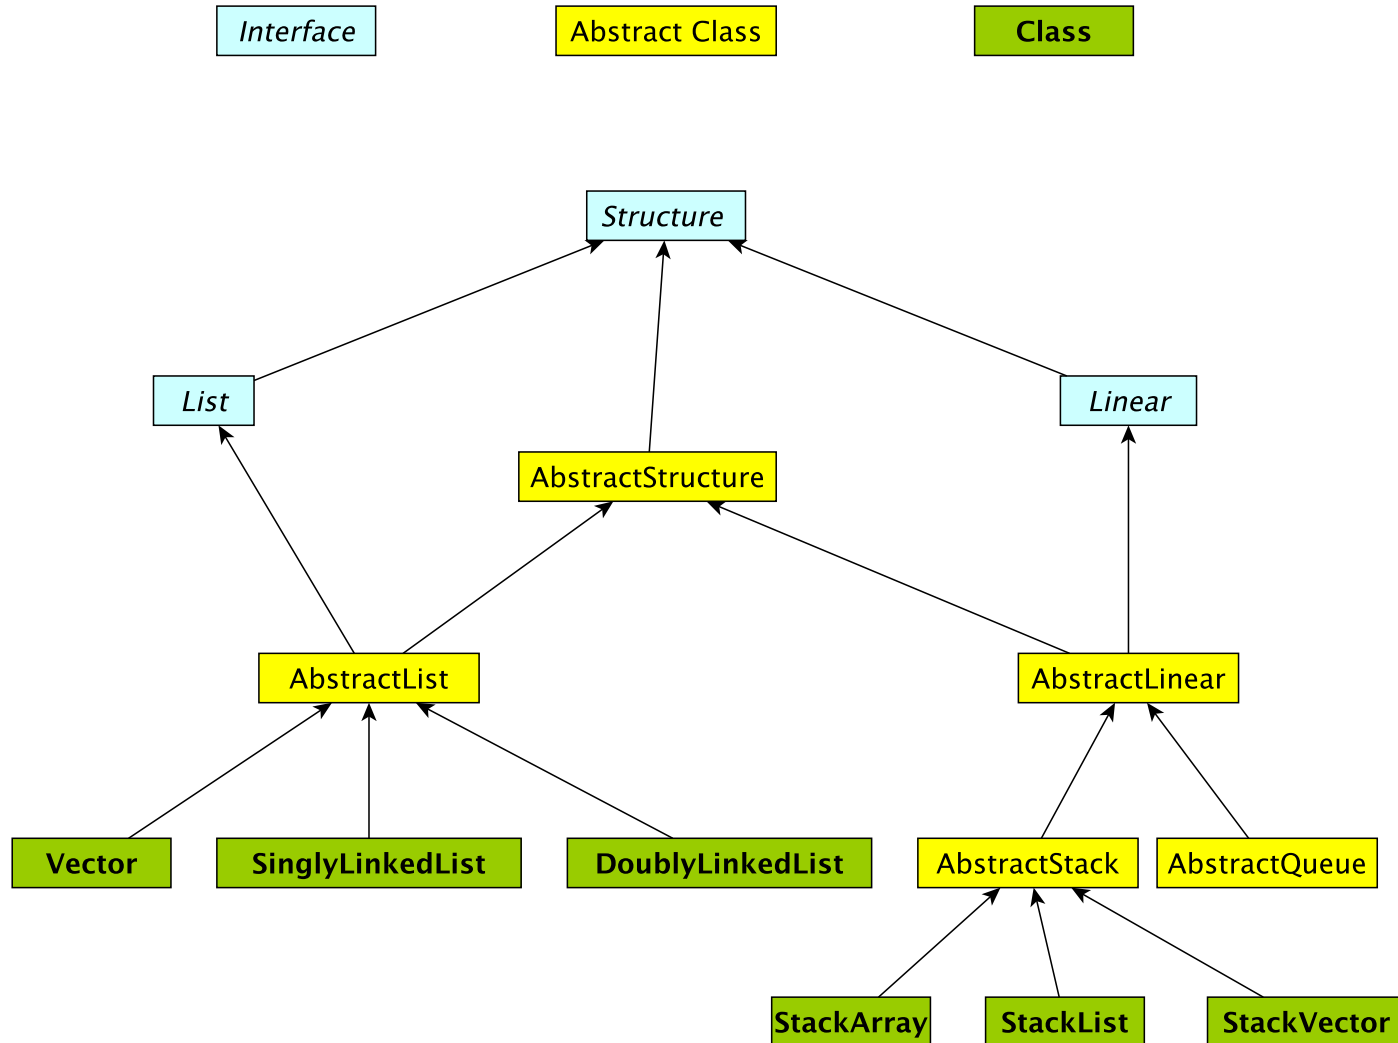 Interface
Abstract Class
Class
Structure
List
Linear
AbstractStructure
AbstractList
AbstractLinear
Vector
SinglyLinkedList
DoublyLinkedList
AbstractStack
AbstractQueue
StackArray
StackList
StackVector